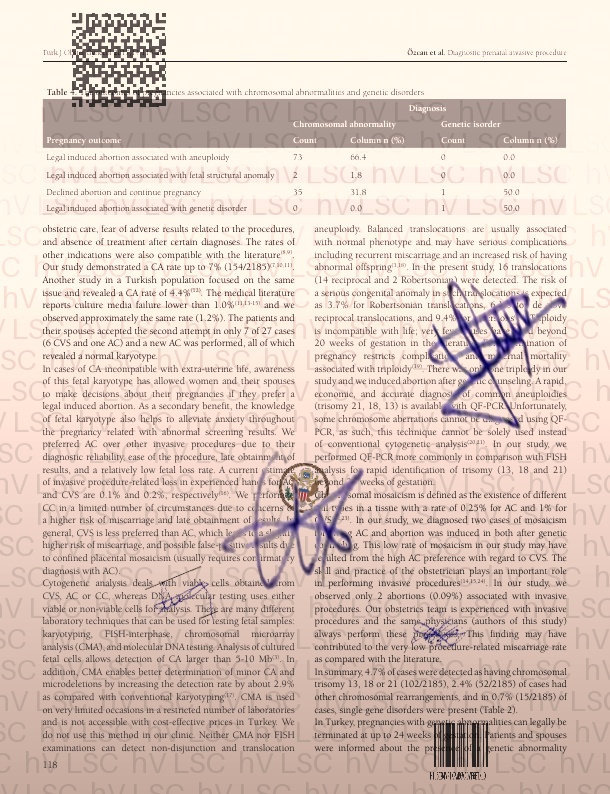 Turk J O
Özcan et al. Diagnostic prenatal invasive procedure
Table
ncies associated with chromosomal abnormalities and genetic disorders
Diagnosis
Chromosomal abnormality Genetic isorder
Pregnancy outcome Count Column n (%) Count Column n (%)
Legal induced abortion associated with aneuploidy 73 66.4 0 0.0
Legal induced abortion associated with fetal structural anomaly 2 1.8 0 0.0
Declined abortion and continue pregnancy 35 31.8 1 50.0
Legal induced abortion associated with genetic disorder 0 0.0 1 50.0
obstetric care, fear of adverse results related to the procedures,
and absence of treatment after certain diagnoses. The rates of
other indications were also compatible with the literature(8,9).
Our study demonstrated a CA rate up to 7% (154/2185)(7,10,11).
Another study in a Turkish population focused on the same
issue and revealed a CA rate of 4.4%(12). The medical literature
reports culture media failure lower than 1.0%(1,13-15) and we
observed approximately the same rate (1.2%). The patients and
their spouses accepted the second attempt in only 7 of 27 cases
(6 CVS and one AC) and a new AC was performed, all of which
revealed a normal karyotype.
In cases of CA incompatible with extra-uterine life, awareness
of this fetal karyotype has allowed women and their spouses
to make decisions about their pregnancies if they prefer a
legal induced abortion. As a secondary benefit, the knowledge
of fetal karyotype also helps to alleviate anxiety throughout
the pregnancy related with abnormal screening results. We
preferred AC over other invasive procedures due to their
diagnostic reliability, ease of the procedure, late obtainment of
results, and a relatively low fetal loss rate. A current estimate
of invasive procedure-related loss in experienced hands for AC
and CVS are 0.1% and 0.2%, respectively(16). We performed
CC in a limited number of circumstances due to concerns of
a higher risk of miscarriage and late obtainment of results. In
general, CVS is less preferred than AC, which leads to a slightly
higher risk of miscarriage, and possible false-positive results due
to confined placental mosaicism (usually requires confirmatory
diagnosis with AC).
Cytogenetic analysis deals with viable cells obtained from
CVS, AC or CC, whereas DNA molecular testing uses either
viable or non-viable cells for analysis. There are many different
laboratory techniques that can be used for testing fetal samples:
karyotyping, FISH-interphase, chromosomal microarray
analysis (CMA), and molecular DNA testing. Analysis of cultured
fetal cells allows detection of CA larger than 5-10 Mb(3). In
addition, CMA enables better determination of minor CA and
microdeletions by increasing the detection rate by about 2.9%
as compared with conventional karyotyping(17). CMA is used
on very limited occasions in a restricted number of laboratories
and is not accessible with cost-effective prices in Turkey. We
do not use this method in our clinic. Neither CMA nor FISH
examinations can detect non-disjunction and translocation
aneuploidy. Balanced translocations are usually associated
with normal phenotype and may have serious complications
including recurrent miscarriage and an increased risk of having
abnormal offspring(1,18). In the present study, 16 translocations
(14 reciprocal and 2 Robertsonian) were detected. The risk of
a serious congenital anomaly in such translocations is expected
as 3.7% for Robertsonian translocations, 6. for de
reciprocal translocations, and 9.4% for inversions. Triploidy
is incompatible with life; very few fetuses have beyond
20 weeks of gestation in the literature. nation of
pregnancy restricts complications and mortality
associated with triploidy(19). There was only one triploidy in our
study and we induced abortion after genetic counseling. A rapid,
economic, and accurate diagnosis of common aneuploidies
(trisomy 21, 18, 13) is available with QF-PCR. Unfortunately,
some chromosome aberrations cannot be diagnosed using QF-
PCR, as such, this technique cannot be solely used instead
of conventional cytogenetic analysis(20,21). In our study, we
performed QF-PCR more commonly in comparison with FISH
analysis for rapid identification of trisomy (13, 18 and 21)
beyond weeks of gestation.
Chromosomal mosaicism is defined as the existence of different
cell types in a tissue with a rate of 0.25% for AC and 1% for
CVS. In our study, we diagnosed two cases of mosaicism
AC and abortion was induced in both after genetic
counseling. This low rate of mosaicism in our study may have
resulted from the high AC preference with regard to CVS. The
skill and practice of the obstetrician plays an important role
in performing invasive procedures(14,15,24). In our study, we
observed only 2 abortions (0.09%) associated with invasive
procedures. Our obstetrics team is experienced with invasive
procedures and the same physicians (authors of this study)
always perform these This finding may have
contributed to the very low procedure-related miscarriage rate
as compared with the literature.
In summary, 4.7% of cases were detected as having chromosomal
trisomy 13, 18 or 21 (102/2185), 2.4% (52/2185) of cases had
other chromosomal rearrangements, and in 0.7% (15/2185) of
cases, single gene disorders were present (Table 2).
In Turkey, pregnancies with genetic abnormalities can legally be
terminated at up to 24 weeks of gestation. Patients and spouses
were informed about the presence of a genetic abnormality
118